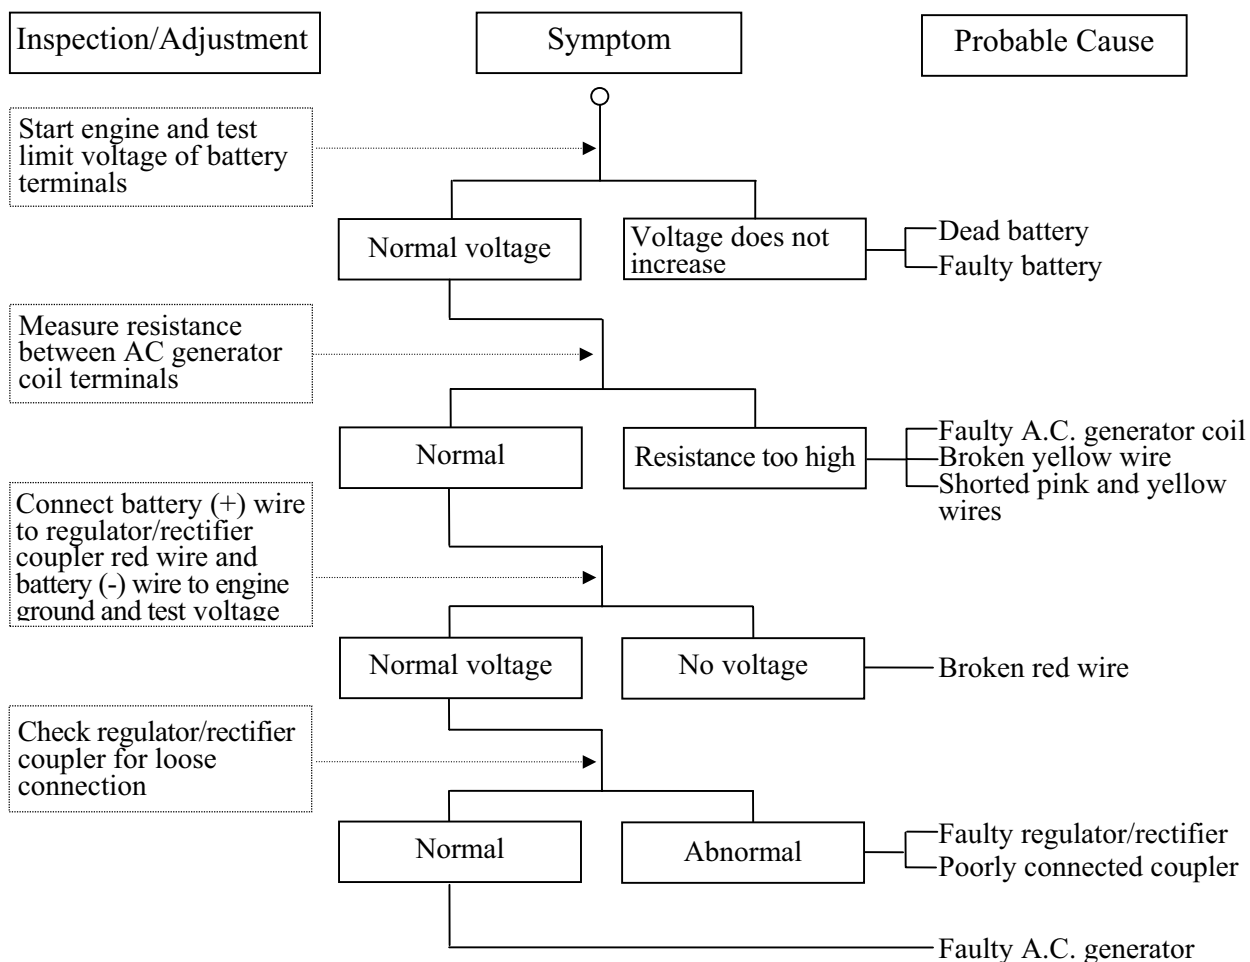 Inspection/Adjustment
Symptom
Probable Cause
Start engine and test
limit voltage of battery
terminals
Normal voltage
Voltage does not
increase
Dead battery
Faulty battery
Measure resistance
between AC generator
coil terminals
Normal
Resistance too high
Faulty A.C. generator coil
Broken yellow wire
Shorted pink and yellow
wires
Connect battery (+) wire
to regulator/rectifier
coupler red wire and
battery (-) wire to engine
ground and test voltage
Normal voltage
No voltage
Broken red wire
Check regulator/rectifier
coupler for loose
connection
Normal
Abnormal
Faulty regulator/rectifier
Poorly connected coupler
Faulty A.C. generator